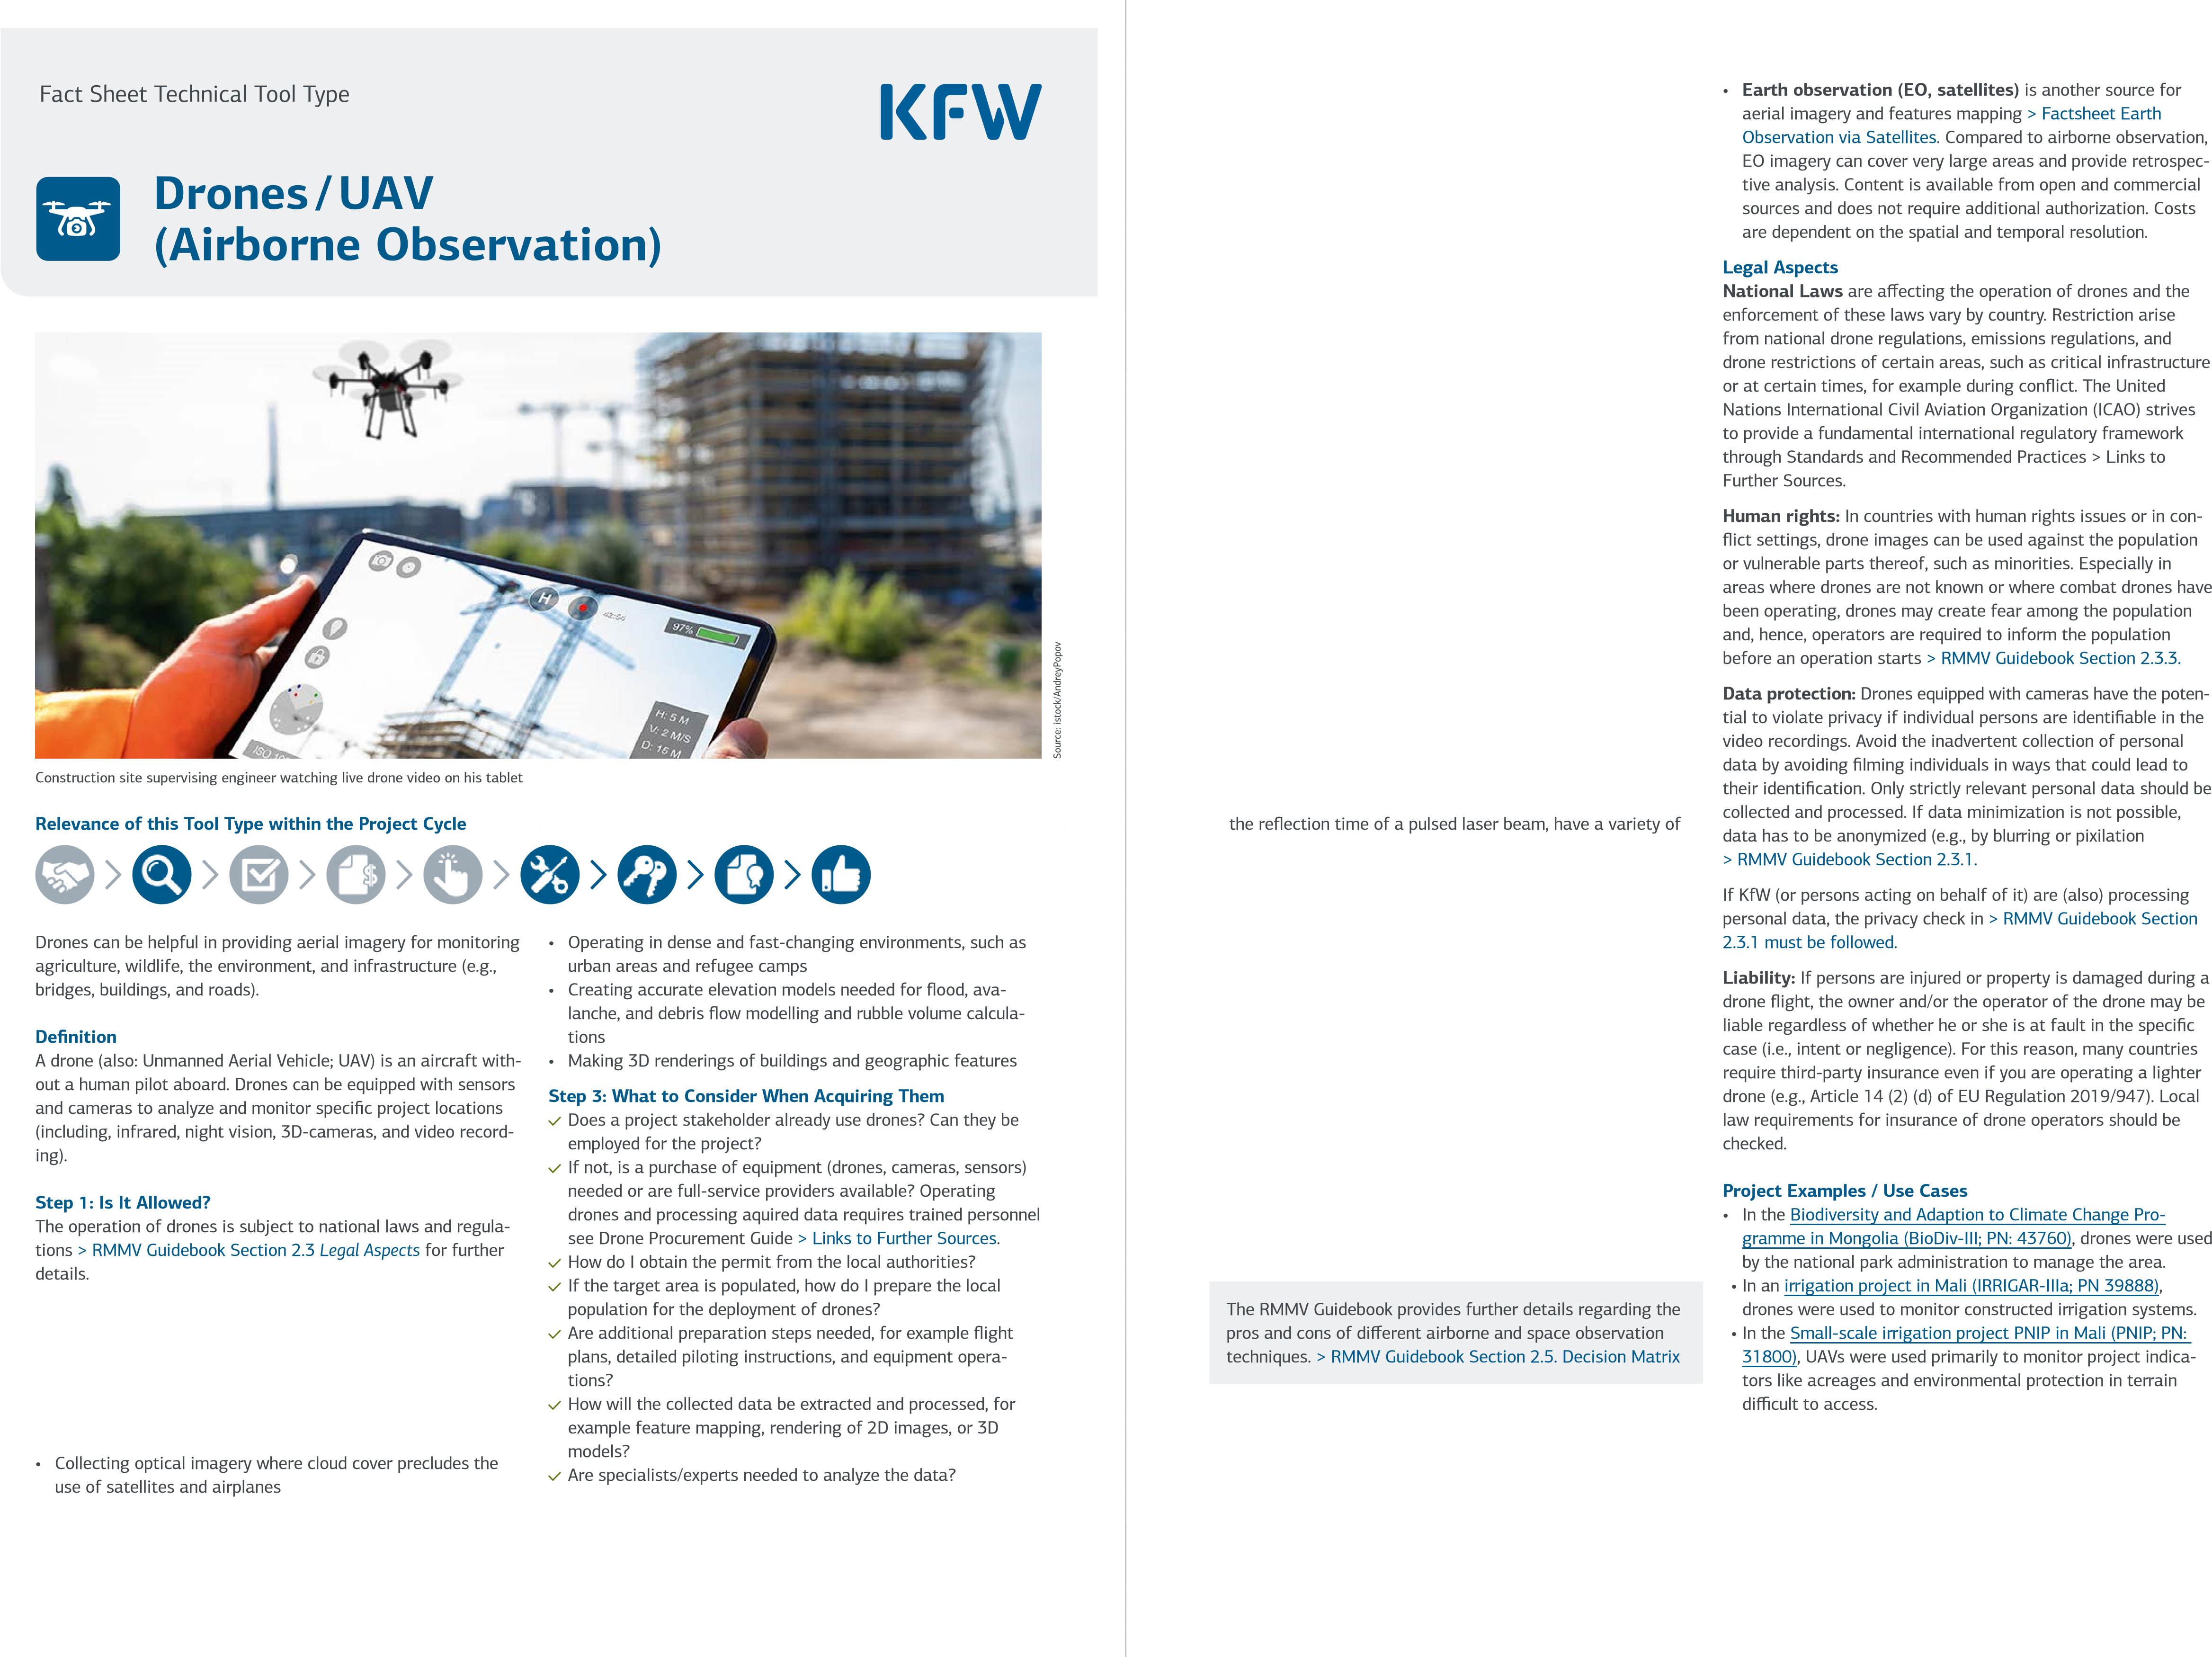 Fact Sheet Technical Tool Type
KFW
Drones / UAV
(Airborne Observation)
H
97%
H: 5 M
V: 2 M/S
D: 15 M
Source: istock/AndreyPopov
Construction site supervising engineer watching live drone video on his tablet
Relevance of this Tool Type within the Project Cycle
Drones can be helpful in providing aerial imagery for monitoring
agriculture, wildlife, the environment, and infrastructure (e.g.,
bridges, buildings, and roads).
Definition
A drone (also: Unmanned Aerial Vehicle; UAV) is an aircraft with-
out a human pilot aboard. Drones can be equipped with sensors
and cameras to analyze and monitor specific project locations
(including, infrared, night vision, 3D-cameras, and video record-
ing).
Step 1: Is It Allowed?
The operation of drones is subject to national laws and regula-
tions > RMMV Guidebook Section 2.3 Legal Aspects for further
details.
• Collecting optical imagery where cloud cover precludes the
use of satellites and airplanes
• Operating in dense and fast-changing environments, such as
urban areas and refugee camps
• Creating accurate elevation models needed for flood, ava-
lanche, and debris flow modelling and rubble volume calcula-
tions
• Making 3D renderings of buildings and geographic features
Step 3: What to Consider When Acquiring Them
✓ Does a project stakeholder already use drones? Can they be
employed for the project?
✓ If not, is a purchase of equipment (drones, cameras, sensors)
needed or are full-service providers available? Operating
drones and processing aquired data requires trained personnel
see Drone Procurement Guide > Links to Further Sources.
✓ How do I obtain the permit from the local authorities?
✓ If the target area is populated, how do I prepare the local
population for the deployment of drones?
✓ Are additional preparation steps needed, for example flight
plans, detailed piloting instructions, and equipment opera-
tions?
✓ How will the collected data be extracted and processed, for
example feature mapping, rendering of 2D images, or 3D
models?
✓ Are specialists/experts needed to analyze the data?
the reflection time of a pulsed laser beam, have a variety of
The RMMV Guidebook provides further details regarding the
pros and cons of different airborne and space observation
techniques. > RMMV Guidebook Section 2.5. Decision Matrix
• Earth observation (EO, satellites) is another source for
aerial imagery and features mapping > Factsheet Earth
Observation via Satellites. Compared to airborne observation,
EO imagery can cover very large areas and provide retrospec-
tive analysis. Content is available from open and commercial
sources and does not require additional authorization. Costs
are dependent on the spatial and temporal resolution.
Legal Aspects
National Laws are affecting the operation of drones and the
enforcement of these laws vary by country. Restriction arise
from national drone regulations, emissions regulations, and
drone restrictions of certain areas, such as critical infrastructure
or at certain times, for example during conflict. The United
Nations International Civil Aviation Organization (ICAO) strives
to provide a fundamental international regulatory framework
through Standards and Recommended Practices > Links to
Further Sources.
Human rights: In countries with human rights issues or in con-
flict settings, drone images can be used against the population
or vulnerable parts thereof, such as minorities. Especially in
areas where drones are not known or where combat drones have
been operating, drones may create fear among the population
and, hence, operators are required to inform the population
before an operation starts > RMMV Guidebook Section 2.3.3.
Data protection: Drones equipped with cameras have the poten-
tial to violate privacy if individual persons are identifiable in the
video recordings. Avoid the inadvertent collection of personal
data by avoiding filming individuals in ways that could lead to
their identification. Only strictly relevant personal data should be
collected and processed. If data minimization is not possible,
data has to be anonymized (e.g., by blurring or pixilation
> RMMV Guidebook Section 2.3.1.
If KfW (or persons acting on behalf of it) are (also) processing
personal data, the privacy check in > RMMV Guidebook Section
2.3.1 must be followed.
Liability: If persons are injured or property is damaged during a
drone flight, the owner and/or the operator of the drone may be
liable regardless of whether he or she is at fault in the specific
case (i.e., intent or negligence). For this reason, many countries
require third-party insurance even if you are operating a lighter
drone (e.g., Article 14 (2) (d) of EU Regulation 2019/947). Local
law requirements for insurance of drone operators should be
checked.
Project Examples / Use Cases
• In the Biodiversity and Adaption to Climate Change Pro-
gramme in Mongolia (BioDiv-III; PN: 43760), drones were used
by the national park administration to manage the area.
• In an irrigation project in Mali (IRRIGAR-IIIa; PN 39888),
drones were used to monitor constructed irrigation systems.
• In the Small-scale irrigation project PNIP in Mali (PNIP; PN:
31800), UAVs were used primarily to monitor project indica-
tors like acreages and environmental protection in terrain
difficult to access.